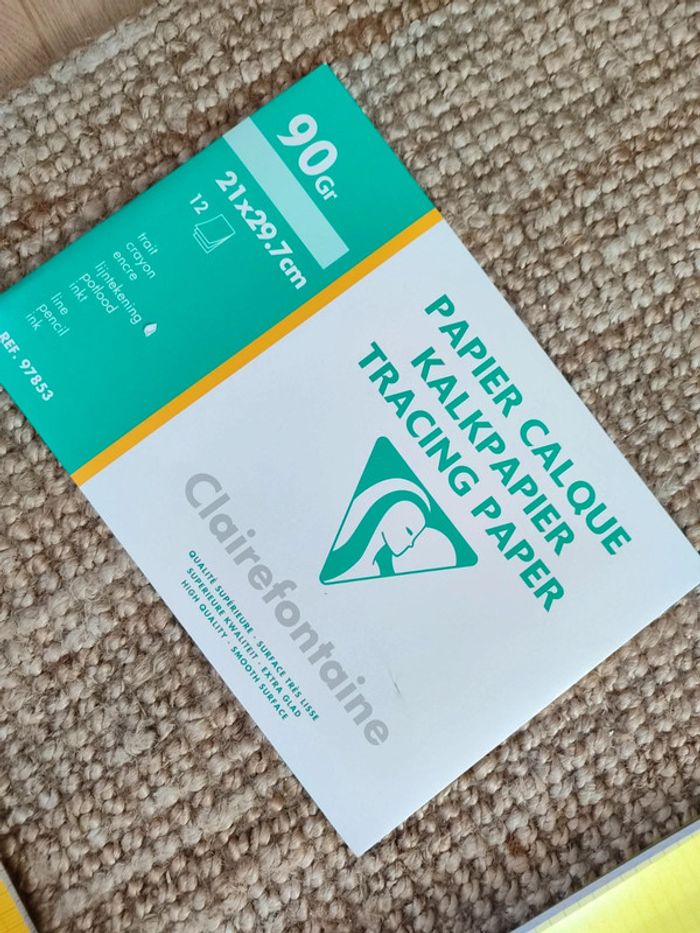 90Gr
21x29.7cm
12
trait
crayon
encre
lijntekening
potlood
inkt
line
pencil
ink
REF. 97853
PAPIER CALQUE
KALKPAPIER
TRACING PAPER
Clairefontaine
QUALITÉ SUPÉRIEURE - SURFACE TRÈS LISSE
SUPERIEURE KWALITEIT - EXTRA GLAD
HIGH QUALITY - SMOOTH SURFACE